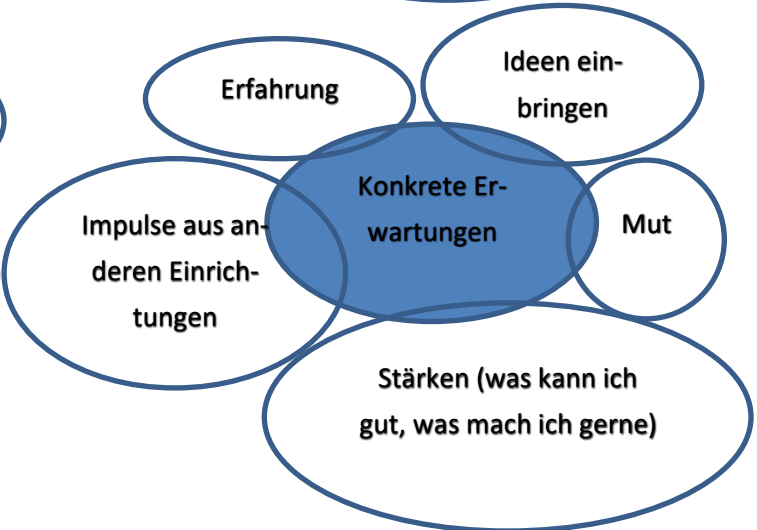 Erfahrung
Ideen ein-
bringen
Konkrete Er-
wartungen
Impulse aus an-
deren Einrich-
tungen
Mut
Stärken (was kann ich
gut, was mach ich gerne)